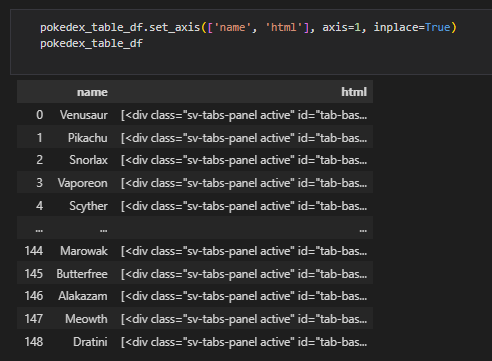 pokedex_table_df.set_axis(['name', 'html'], axis=1, inplace=True)
pokedex_table_df
name html
0 Venusaur [<div class="sv-tabs-panel active" id="tab-bas...
1 Pikachu [<div class="sv-tabs-panel active" id="tab-bas...
2 Snorlax [<div class="sv-tabs-panel active" id="tab-bas...
3 Vaporeon [<div class="sv-tabs-panel active" id="tab-bas...
4 Scyther [<div class="sv-tabs-panel active" id="tab-bas...
... ... ...
144 Marowak [<div class="sv-tabs-panel active" id="tab-bas...
145 Butterfree [<div class="sv-tabs-panel active" id="tab-bas...
146 Alakazam [<div class="sv-tabs-panel active" id="tab-bas...
147 Meowth [<div class="sv-tabs-panel active" id="tab-bas...
148 Dratini [<div class="sv-tabs-panel active" id="tab-bas...